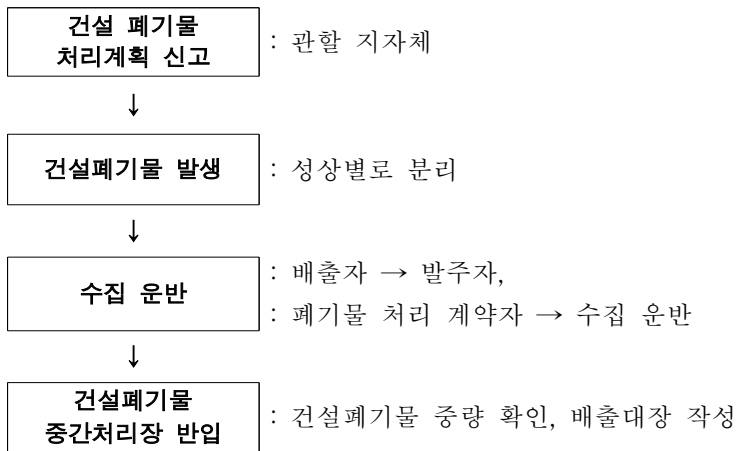 건설 폐기물
처리계획 신고
: 관할 지자체
↓
건설폐기물 발생
: 성상별로 분리
↓
수집 운반
: 배출자 → 발주자,
: 폐기물 처리 계약자 → 수집 운반
↓
건설폐기물
중간처리장 반입
: 건설폐기물 중량 확인, 배출대장 작성